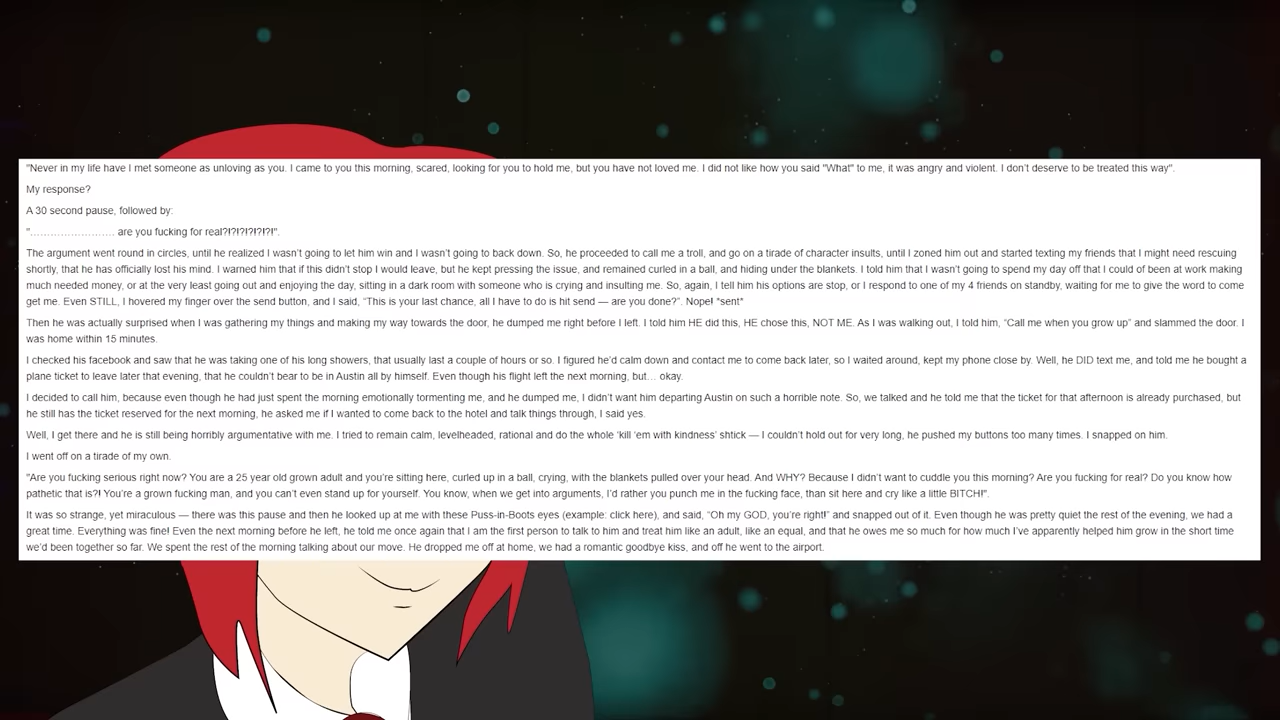 "Never in my life have I met someone as unloving as you. I came to you this morning, scared, looking for you to hold me, but you have not loved me. I did not like how you said "What" to me, it was angry and violent. I don't deserve to be treated this way".
My response?
A 30 second pause, followed by:
"......................... are you fucking for real?!?!?!?!?!?!".
The argument went round in circles, until he realized I wasn't going to let him win and I wasn't going to back down. So, he proceeded to call me a troll, and go on a tirade of character insults, until I zoned him out and started texting my friends that I might need rescuing
shortly, that he has officially lost his mind. I warned him that if this didn't stop I would leave, but he kept pressing the issue, and remained curled in a ball, and hiding under the blankets. I told him that I wasn't going to spend my day off that I could of been at work making
much needed money, or at the very least going out and enjoying the day, sitting in a dark room with someone who is crying and insulting me. So, again, I tell him his options are stop, or I respond to one of my 4 friends on standby, waiting for me to give the word to come
get me. Even STILL, I hovered my finger over the send button, and I said, "This is your last chance, all I have to do is hit send — are you done?". Nope! *sent*
Then he was actually surprised when I was gathering my things and making my way towards the door, he dumped me right before I left. I told him HE did this, HE chose this, NOT ME. As I was walking out, I told him, "Call me when you grow up" and slammed the door. I
was home within 15 minutes.
I checked his facebook and saw that he was taking one of his long showers, that usually last a couple of hours or so. I figured he'd calm down and contact me to come back later, so I waited around, kept my phone close by. Well, he DID text me, and told me he bought a
plane ticket to leave later that evening, that he couldn't bear to be in Austin all by himself. Even though his flight left the next morning, but… okay.
I decided to call him, because even though he had just spent the morning emotionally tormenting me, and he dumped me, I didn't want him departing Austin on such a horrible note. So, we talked and he told me that the ticket for that afternoon is already purchased, but
he still has the ticket reserved for the next morning, he asked me if I wanted to come back to the hotel and talk things through, I said yes.
Well, I get there and he is still being horribly argumentative with me. I tried to remain calm, levelheaded, rational and do the whole 'kill 'em with kindness' shtick — I couldn't hold out for very long, he pushed my buttons too many times. I snapped on him.
I went off on a tirade of my own.
"Are you fucking serious right now? You are a 25 year old grown adult and you're sitting here, curled up in a ball, crying, with the blankets pulled over your head. And WHY? Because I didn't want to cuddle you this morning? Are you fucking for real? Do you know how
pathetic that is?! You're a grown fucking man, and you can't even stand up for yourself. You know, when we get into arguments, I'd rather you punch me in the fucking face, than sit here and cry like a little BITCH!".
It was so strange, yet miraculous — there was this pause and then he looked up at me with these Puss-in-Boots eyes (example: click here), and said, "Oh my GOD, you're right!" and snapped out of it. Even though he was pretty quiet the rest of the evening, we had a
great time. Everything was fine! Even the next morning before he left, he told me once again that I am the first person to talk to him and treat him like an adult, like an equal, and that he owes me so much for how much I've apparently helped him grow in the short time
we'd been together so far. We spent the rest of the morning talking about our move. He dropped me off at home, we had a romantic goodbye kiss, and off he went to the airport.